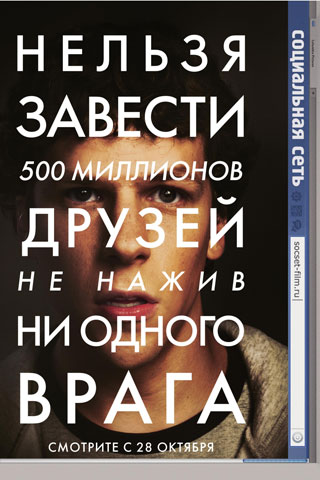 НЕЛЬЗЯ
ЗАВЕСТИ
500 МИЛЛИОНОВ
ДРУЗЕЙ
НЕ НАЖИВ
НИ ОДНОГО
ВРАГА
СМОТРИТЕ С 28 ОКТЯБРЯ
социальная сеть
socset-film.ru